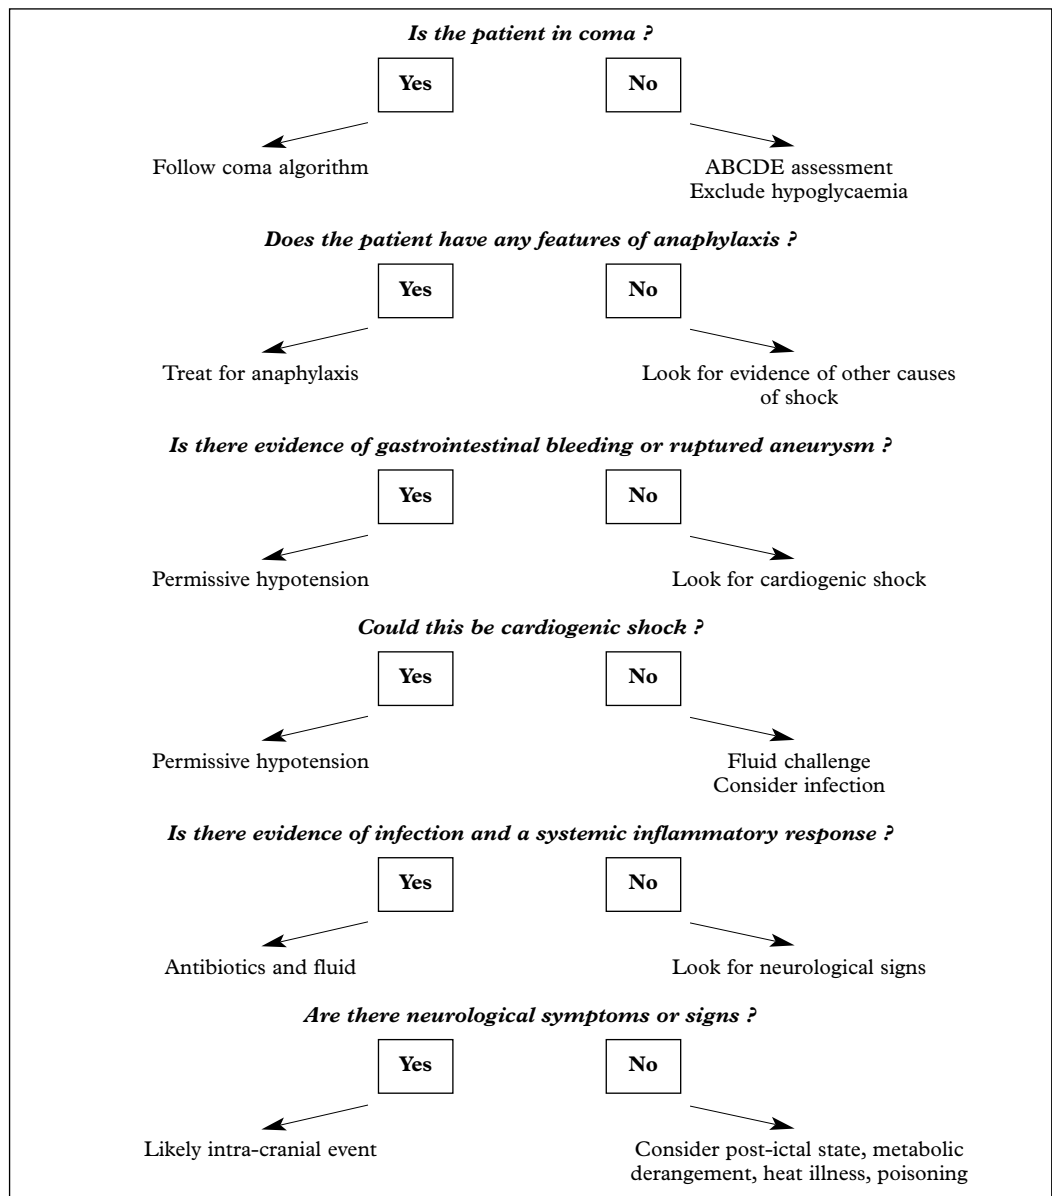 Is the patient in coma ?
Yes
No
Follow coma algorithm
ABCDE assessment
Exclude hypoglycaemia
Does the patient have any features of anaphylaxis ?
Yes
No
Treat for anaphylaxis
Look for evidence of other causes
of shock
Is there evidence of gastrointestinal bleeding or ruptured aneurysm ?
Yes
No
Permissive hypotension
Look for cardiogenic shock
Could this be cardiogenic shock ?
Yes
No
Permissive hypotension
Fluid challenge
Consider infection
Is there evidence of infection and a systemic inflammatory response ?
Yes
No
Antibiotics and fluid
Look for neurological signs
Are there neurological symptoms or signs ?
Yes
No
Likely intra-cranial event
Consider post-ictal state, metabolic
derangement, heat illness, poisoning